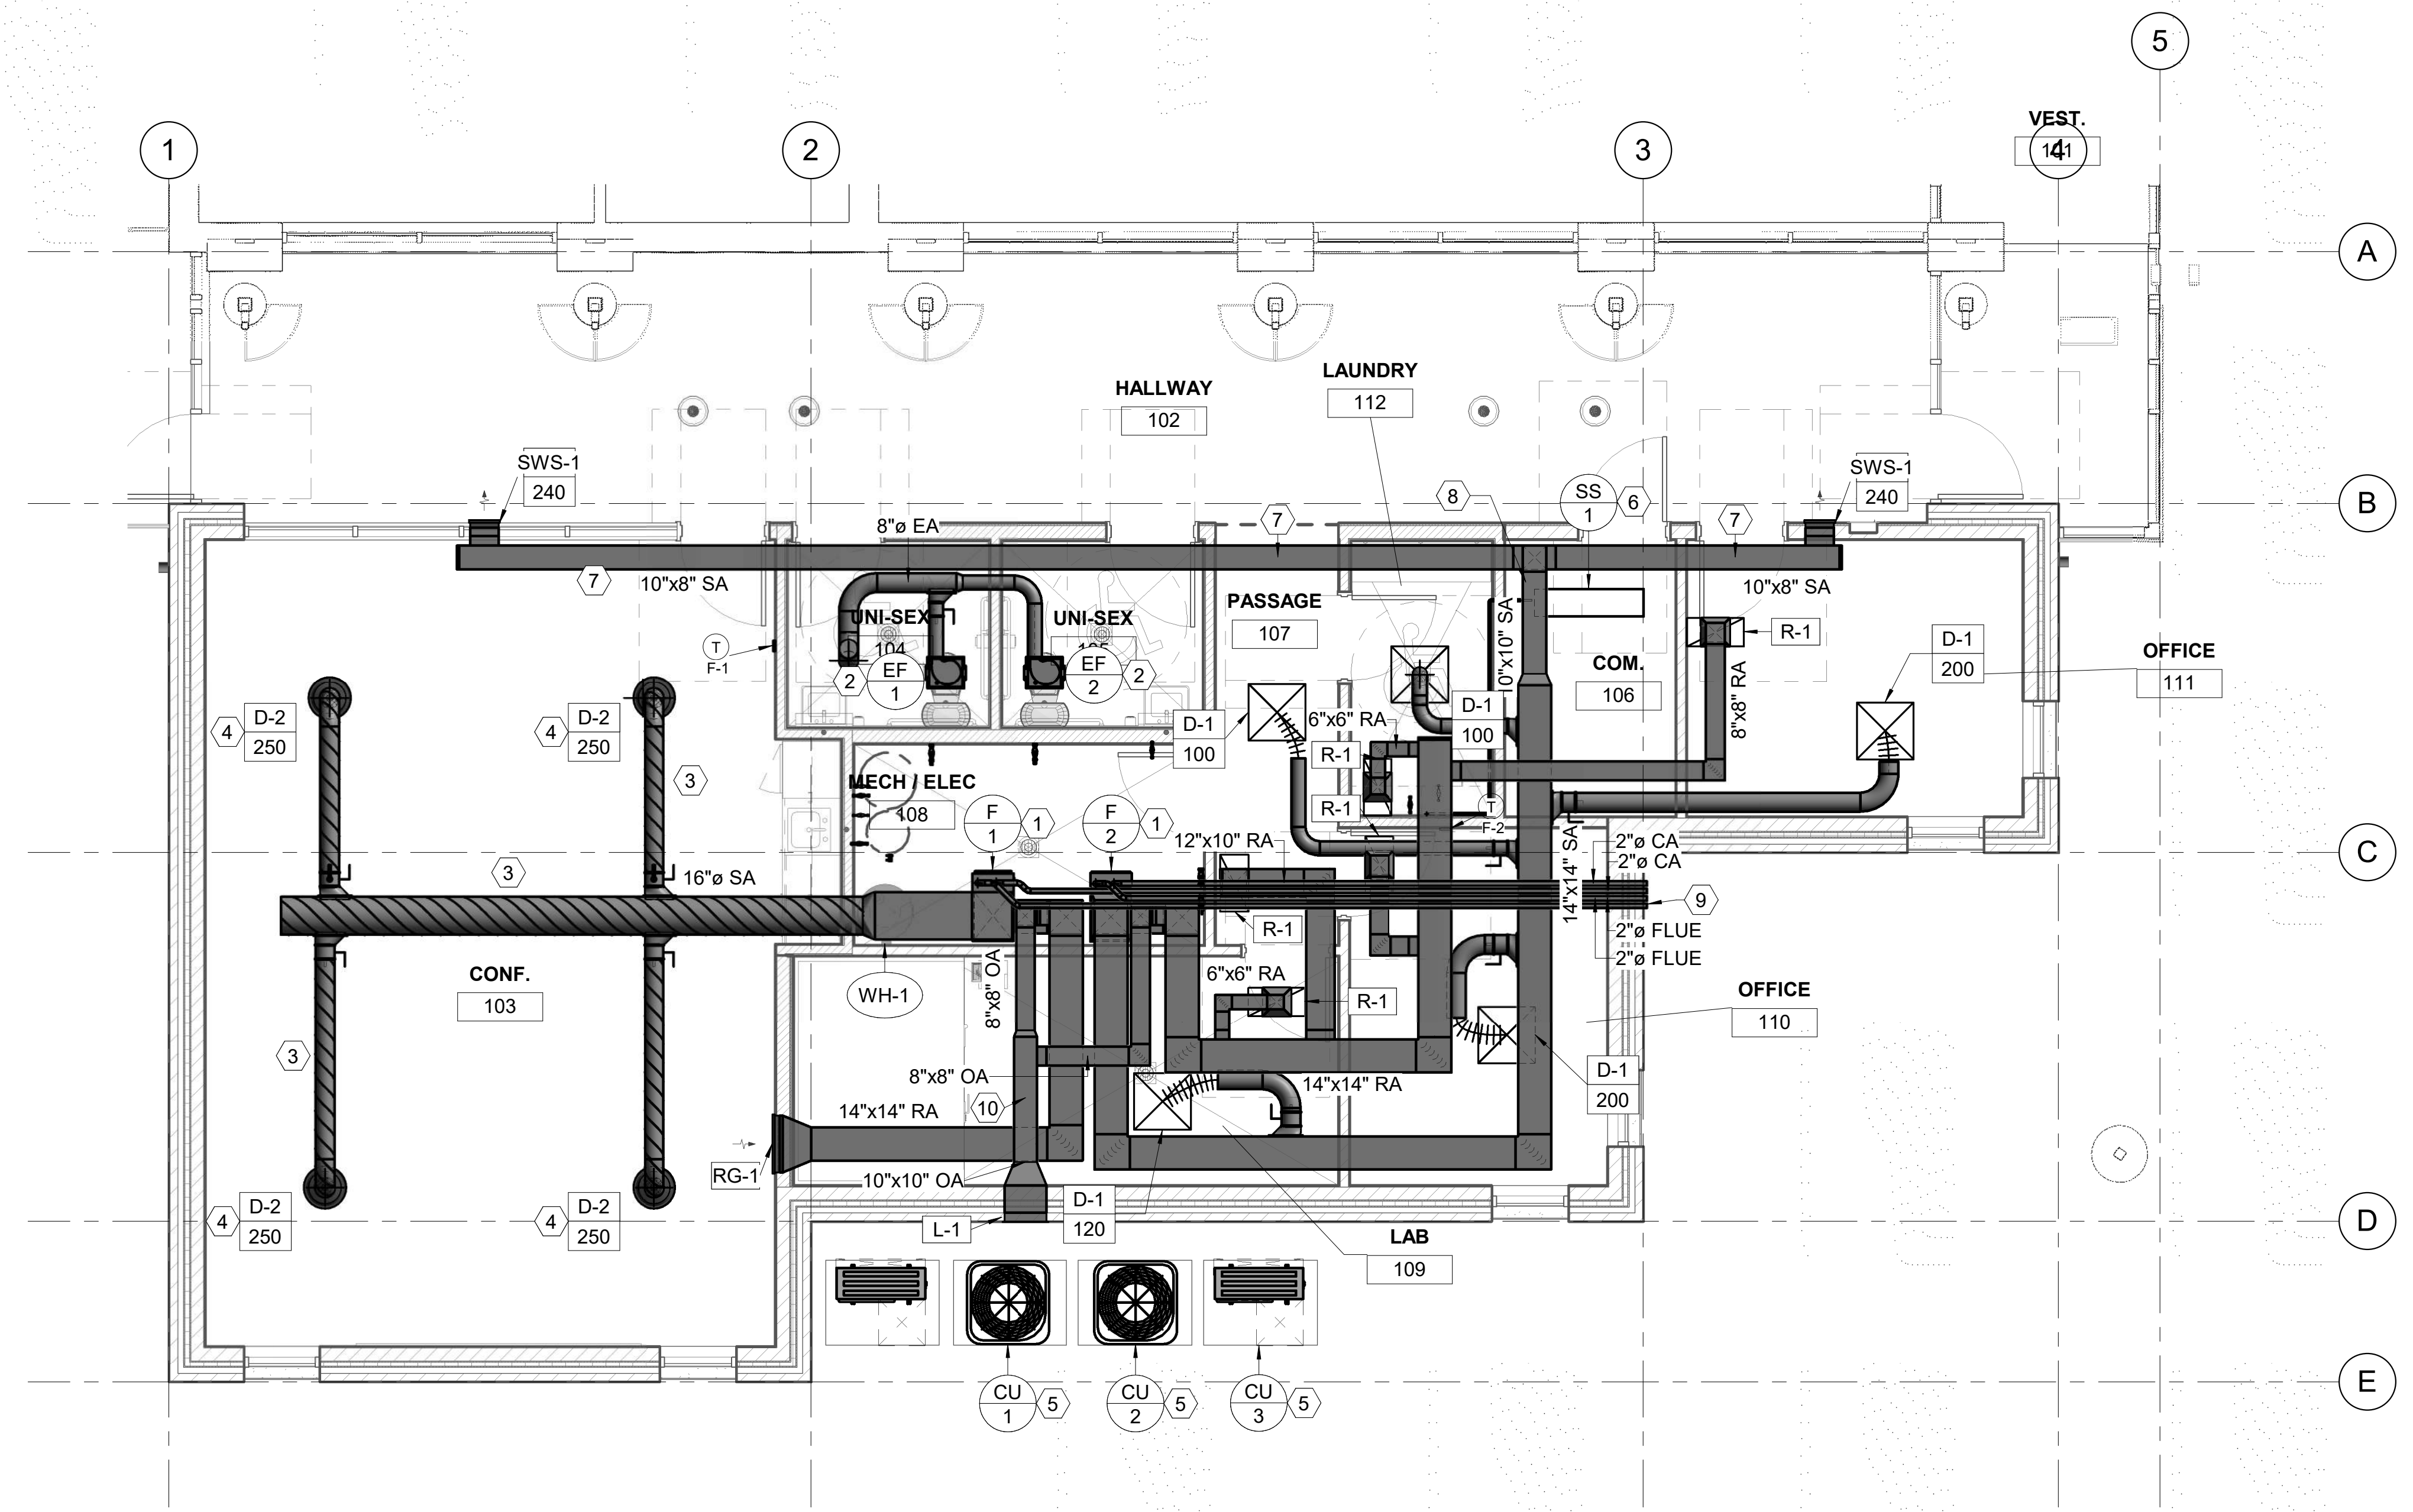 5
VEST.
1 2 3 4
101
A
LAUNDRY
112
HALLWAY
102
SWS-1
240
SWS-1
240
8
SS
1
6
B
8"ø EA
7
7
7
10"x8" SA
10"x8" SA
PASSAGE
107
UNI-SEX
104
UNI-SEX
105
10"x10" SA
R-1
D-1
200
OFFICE
111
T
F-1
COM.
106
2
EF
1
EF
2
2
8"x8" RA
4
D-2
250
4
D-2
250
D-1
100
6"x6" RA
D-1
100
3
R-1
MECH / ELEC
108
F
1
1
F
2
1
R-1
T
F-2
12"x10" RA
14"x14" SA
2"ø CA
2"ø CA
C
3
16"ø SA
9
R-1
2"ø FLUE
2"ø FLUE
CONF.
103
WH-1
8"x8" OA
6"x6" RA
R-1
OFFICE
110
3
8"x8" OA
14"x14" RA
D-1
200
14"x14" RA
10
RG-1
10"x10" OA
4
D-2
250
4
D-2
250
L-1
D-1
120
D
LAB
109
E
CU
1
5
CU
2
5
CU
3
5